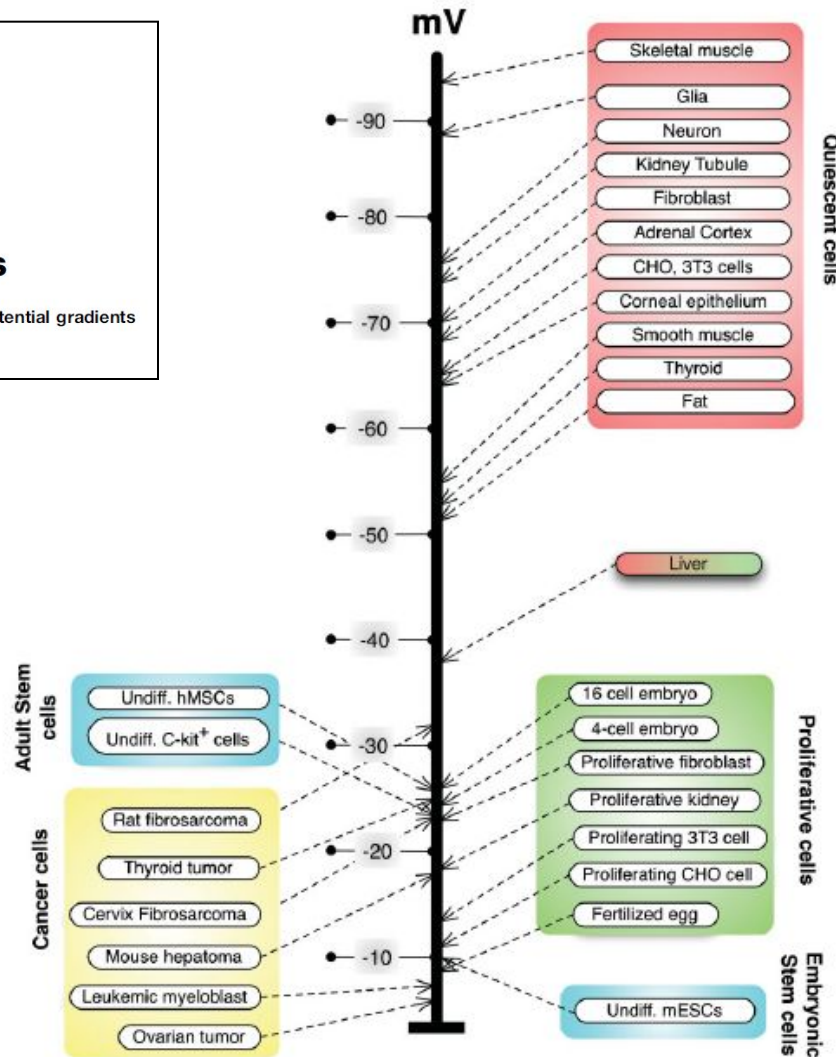 mV
s
tential gradients
-90
-80
-70
-60
-50
-40
-30
-20
-10
Skeletal muscle
Glia
Neuron
Kidney Tubule
Fibroblast
Adrenal Cortex
CHO, 3T3 cells
Corneal epithelium
Smooth muscle
Thyroid
Fat
Quiescent cells
Liver
Adult Stem
cells
Undiff. hMSCs
Undiff. C-kit⁺ cells
Cancer cells
Rat fibrosarcoma
Thyroid tumor
Cervix Fibrosarcoma
Mouse hepatoma
Leukemic myeloblast
Ovarian tumor
16 cell embryo
4-cell embryo
Proliferative fibroblast
Proliferative kidney
Proliferating 3T3 cell
Proliferating CHO cell
Fertilized egg
Proliferative cells
Undiff. mESCs
Embryonic
Stem cells